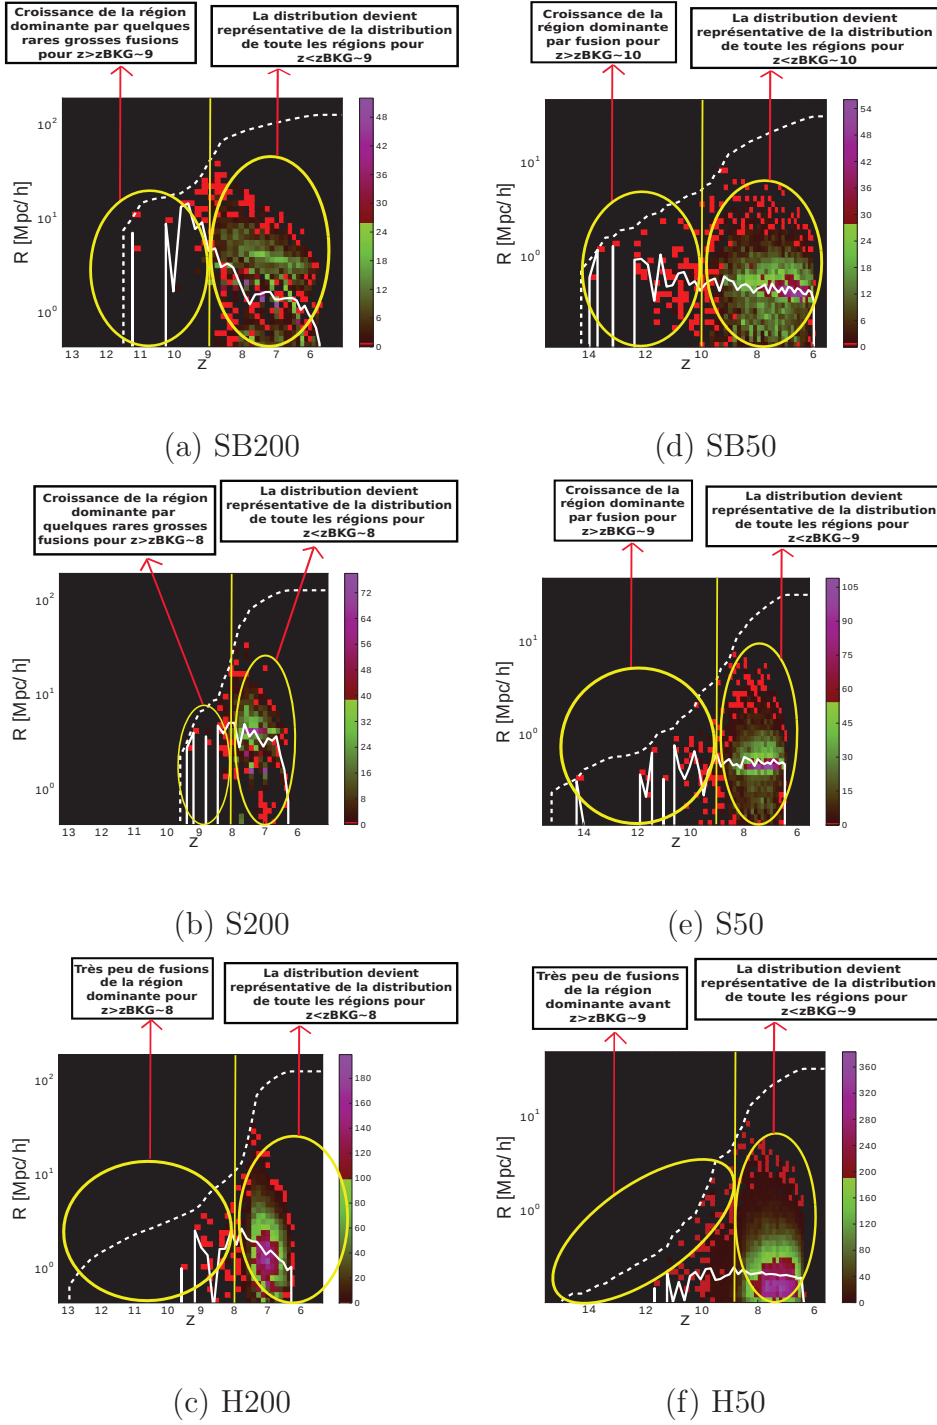 Croissance de la région
dominante par quelques
rares grosses fusions
pour z>zBKG~9
La distribution devient
représentative de la distribution
de toute les régions pour
z<zBKG~9
R [Mpc/h]
10²
10¹
10⁰
13 12 11 10 9 8 7 6
z
48
42
36
30
24
18
12
6
0
(a) SB200
Croissance de la
région dominante
par fusion pour
z>zBKG~10
La distribution devient
représentative de la distribution
de toute les régions pour
z<zBKG~10
R [Mpc/h]
10¹
10⁰
14 12 10 8 6
z
54
48
42
36
30
24
18
12
6
0
(d) SB50
Croissance de la région
dominante par
quelques rares grosses
fusions pour z>zBKG~8
La distribution devient
représentative de la distribution
de toute les régions pour
z<zBKG~8
R [Mpc/h]
10²
10¹
10⁰
13 12 11 10 9 8 7 6
z
72
64
56
48
40
32
24
16
8
0
(b) S200
Croissance de la
région dominante
par fusion pour
z>zBKG~9
La distribution devient
représentative de la distribution
de toute les régions pour
z<zBKG~9
R [Mpc/h]
10¹
10⁰
14 12 10 8 6
z
105
90
75
60
45
30
15
0
(e) S50
Très peu de fusions
de la région
dominante pour
z>zBKG~8
La distribution devient
représentative de la distribution
de toute les régions pour
z<zBKG~8
R [Mpc/h]
10²
10¹
10⁰
13 12 11 10 9 8 7 6
z
180
160
140
120
100
80
60
40
20
0
(c) H200
Très peu de fusions
de la région
dominante avant
z>zBKG~9
La distribution devient
représentative de la distribution
de toute les régions pour
z<zBKG~9
R [Mpc/h]
10¹
10⁰
14 12 10 8 6
z
360
320
280
240
200
160
120
80
40
0
(f) H50